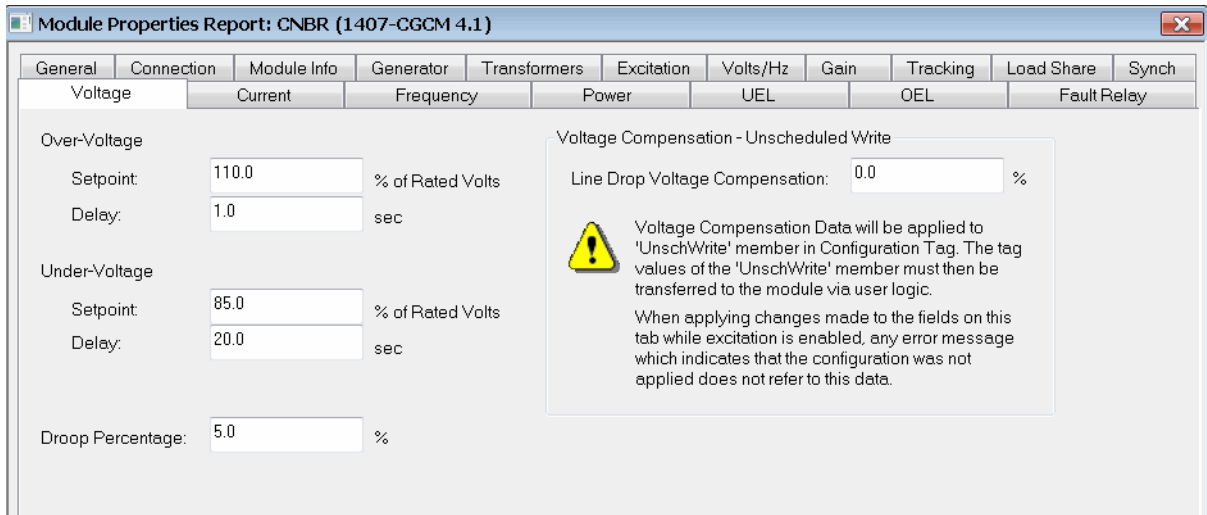 Module Properties Report: CNBR (1407-CGCM 4.1)
General Connection Module Info Generator Transformers Excitation Volts/Hz Gain Tracking Load Share Synch
Voltage Current Frequency Power UEL OEL Fault Relay
Over-Voltage
Setpoint: 110.0 % of Rated Volts
Delay: 1.0 sec
Under-Voltage
Setpoint: 85.0 % of Rated Volts
Delay: 20.0 sec
Droop Percentage: 5.0 %
Voltage Compensation - Unscheduled Write
Line Drop Voltage Compensation: 0.0 %
Voltage Compensation Data will be applied to
'UnschWrite' member in Configuration Tag. The tag
values of the 'UnschWrite' member must then be
transferred to the module via user logic.
When applying changes made to the fields on this
tab while excitation is enabled, any error message
which indicates that the configuration was not
applied does not refer to this data.